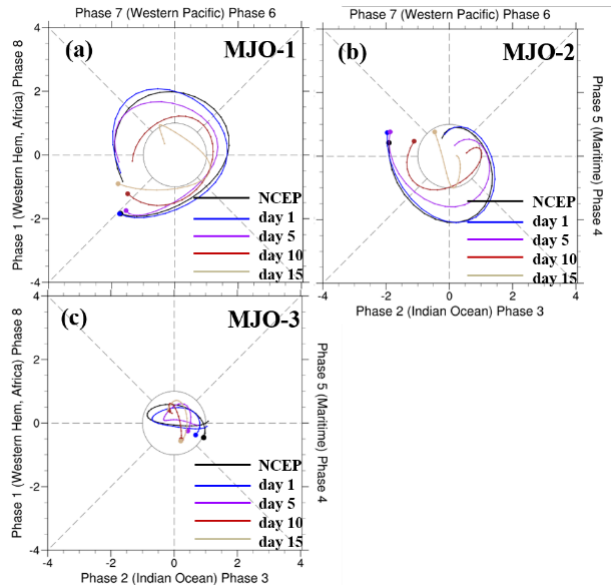 Phase 7 (Western Pacific) Phase 6
Phase 7 (Western Pacific) Phase 6
(a)
MJO-1
(b)
MJO-2
Phase 1 (Western Hem, Africa) Phase 8
Phase 5 (Maritime) Phase 4
4
2
0
-2
-4
NCEP
day 1
day 5
day 10
day 15
NCEP
day 1
day 5
day 10
day 15
-4
-2
0
2
4
Phase 2 (Indian Ocean) Phase 3
(c)
MJO-3
Phase 1 (Western Hem, Africa) Phase 8
Phase 5 (Maritime) Phase 4
4
2
0
-2
-4
NCEP
day 1
day 5
day 10
day 15
-4
-2
0
2
4
Phase 2 (Indian Ocean) Phase 3